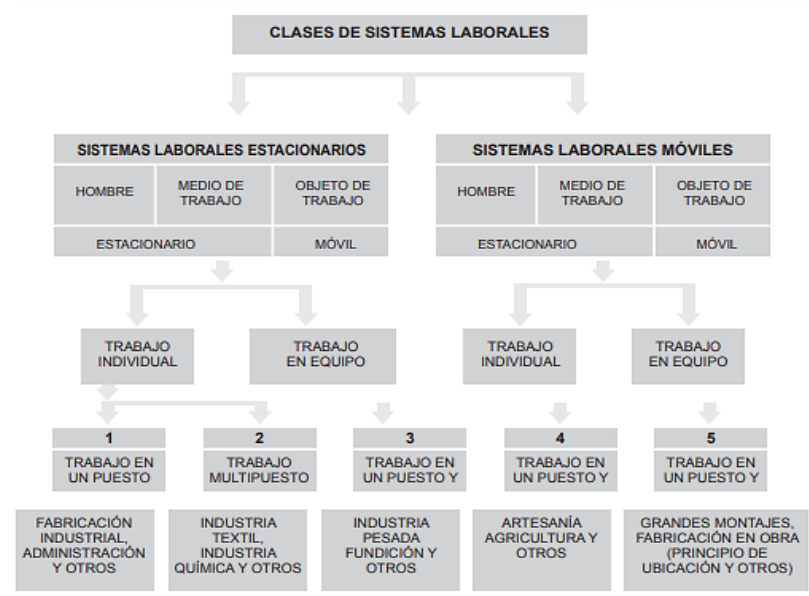 CLASES DE SISTEMAS LABORALES
SISTEMAS LABORALES ESTACIONARIOS
HOMBRE
MEDIO DE
TRABAJO
OBJETO DE
TRABAJO
ESTACIONARIO
MÓVIL
SISTEMAS LABORALES MÓVILES
HOMBRE
MEDIO DE
TRABAJO
OBJETO DE
TRABAJO
ESTACIONARIO
MÓVIL
TRABAJO
INDIVIDUAL
TRABAJO
EN EQUIPO
TRABAJO
INDIVIDUAL
TRABAJO
EN EQUIPO
1
TRABAJO EN
UN PUESTO
2
TRABAJO
MULTIPUESTO
3
TRABAJO EN
UN PUESTO Y
4
TRABAJO EN
UN PUESTO Y
5
TRABAJO EN
UN PUESTO Y
FABRICACIÓN
INDUSTRIAL,
ADMINISTRACIÓN
Y OTROS
INDUSTRIA
TEXTIL,
INDUSTRIA
QUÍMICA Y OTROS
INDUSTRIA
PESADA
FUNDICIÓN Y
OTROS
ARTESANÍA
AGRICULTURA Y
OTROS
GRANDES MONTAJES,
FABRICACIÓN EN OBRA
(PRINCIPIO DE
UBICACIÓN Y OTROS)